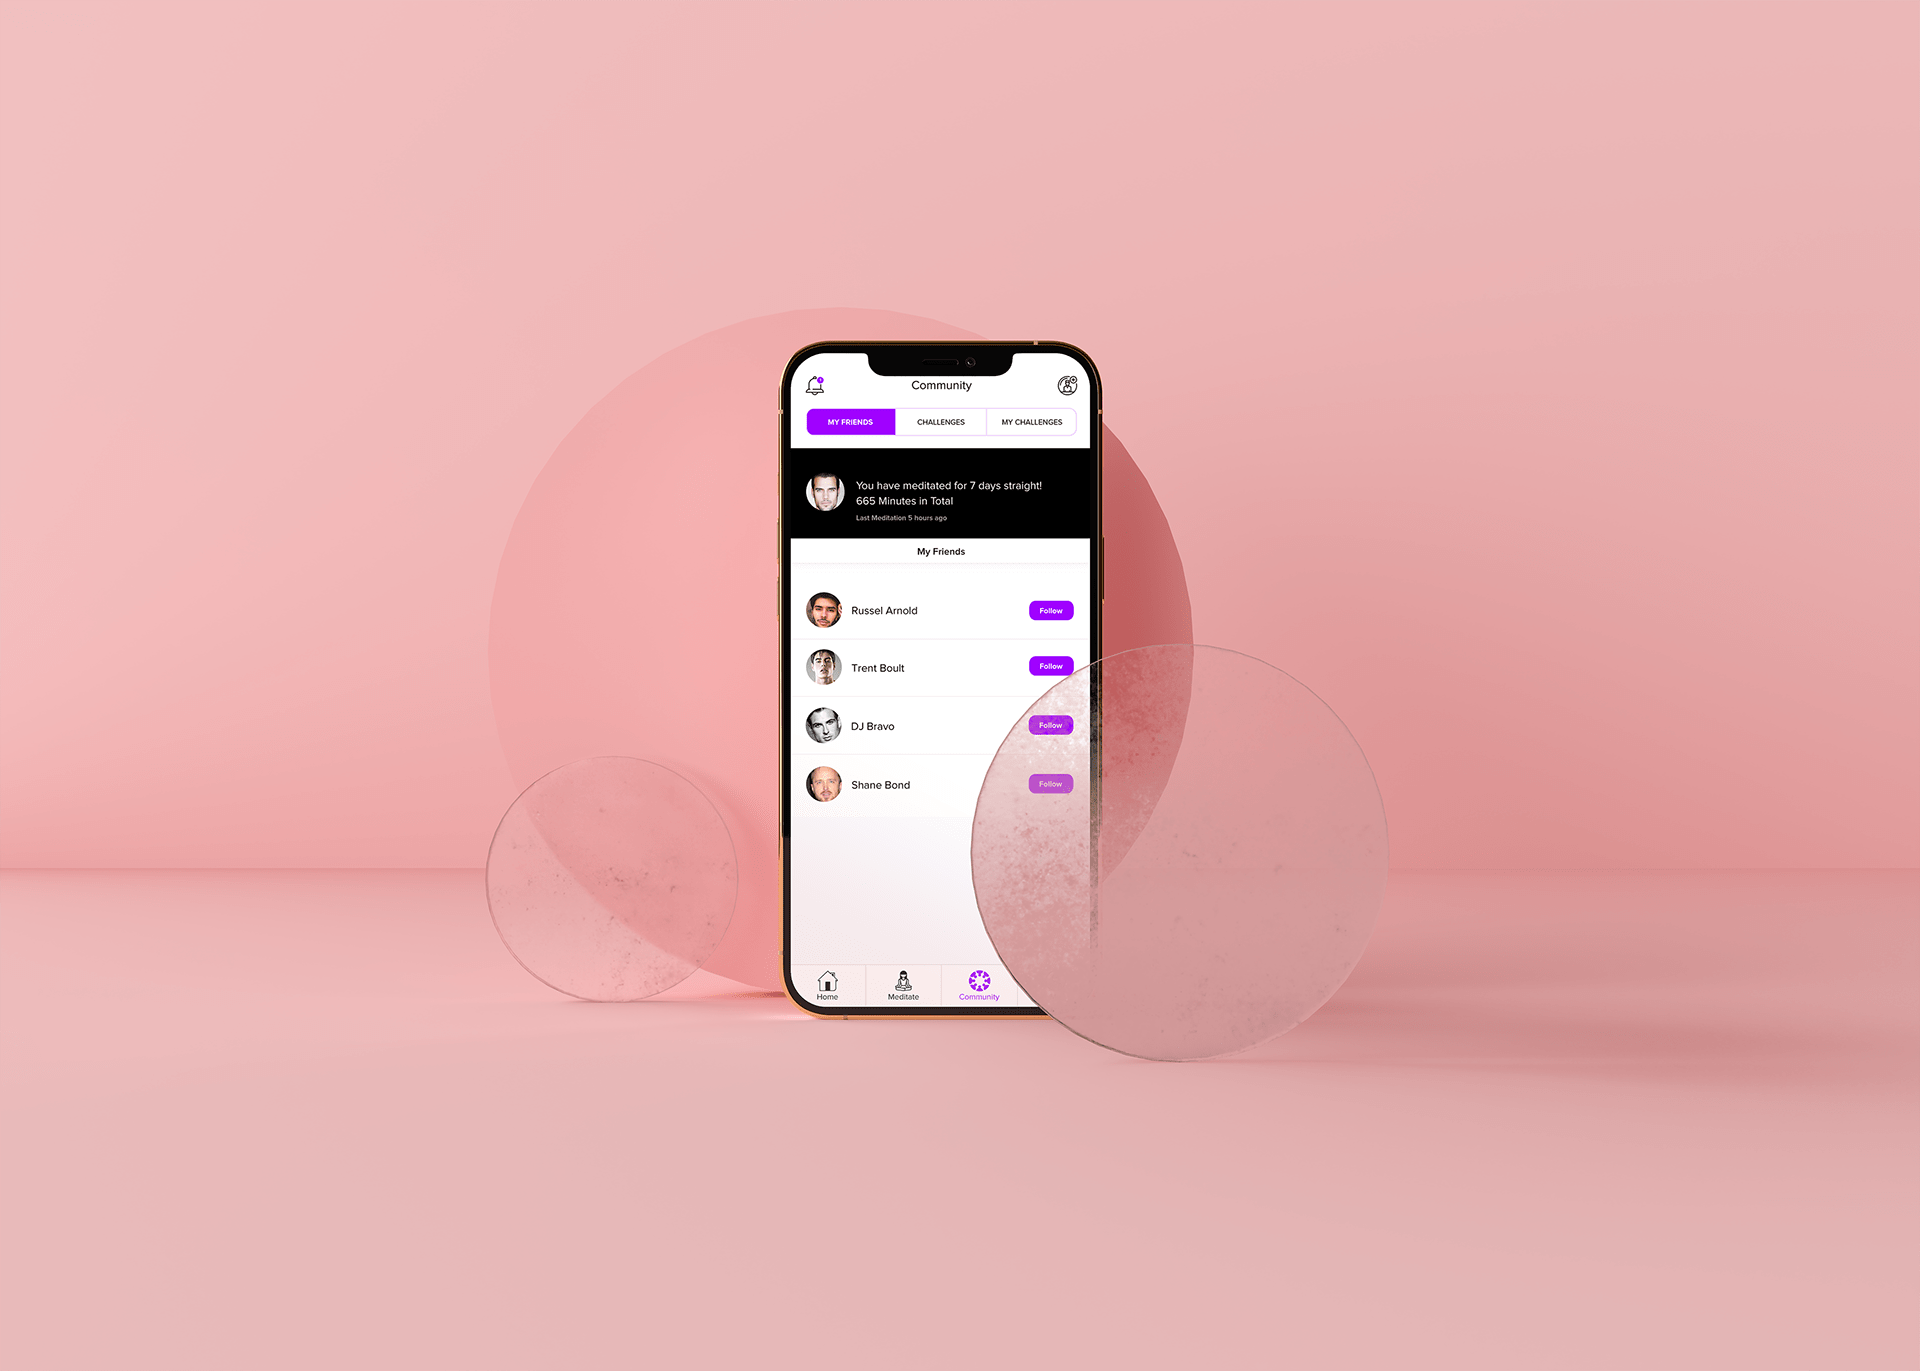 Community
MY FRIENDS
CHALLENGES
MY CHALLENGES
You have meditated for 7 days straight!
665 Minutes in Total
Last Meditation 5 hours ago
My Friends
Russel Arnold
Follow
Trent Boult
Follow
DJ Bravo
Follow
Shane Bond
Follow
Home
Meditate
Community